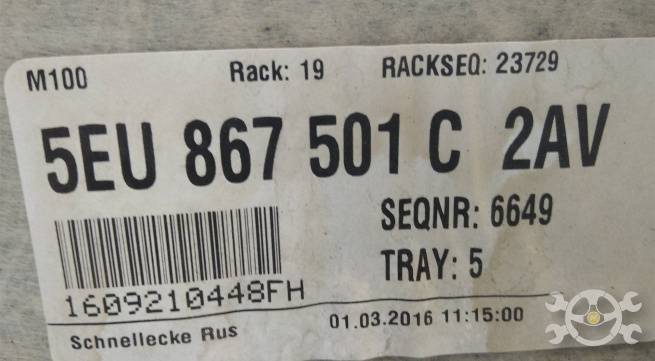 M100 Rack: 19 RACKSEQ: 23729
5EU 867 501 C 2AV
SEQNR: 6649
TRAY: 5
1609210448FH
Schnellecke Rus 01.03.2016 11:15:00